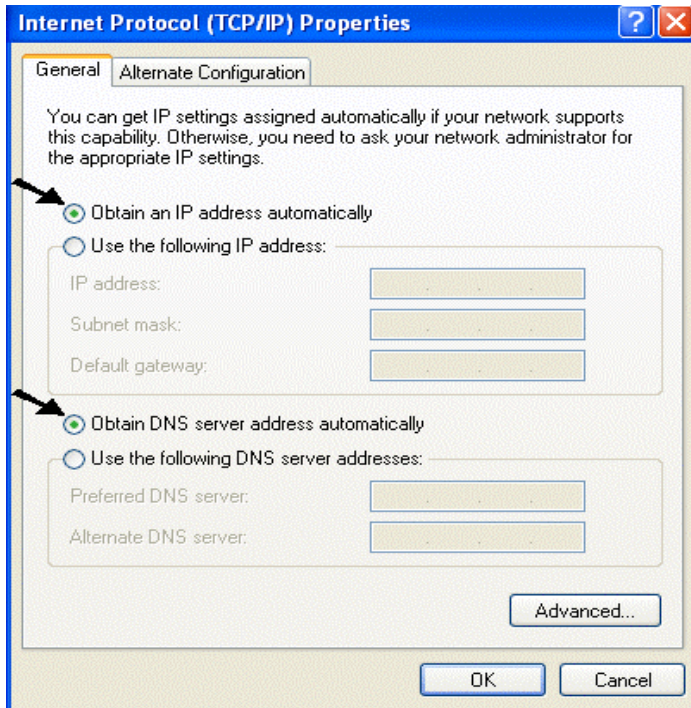 Internet Protocol (TCP/IP) Properties
General
Alternate Configuration
You can get IP settings assigned automatically if your network supports
this capability. Otherwise, you need to ask your network administrator for
the appropriate IP settings.
Obtain an IP address automatically
Use the following IP address:
IP address:
Subnet mask:
Default gateway:
Obtain DNS server address automatically
Use the following DNS server addresses:
Preferred DNS server:
Alternate DNS server:
Advanced...
OK
Cancel